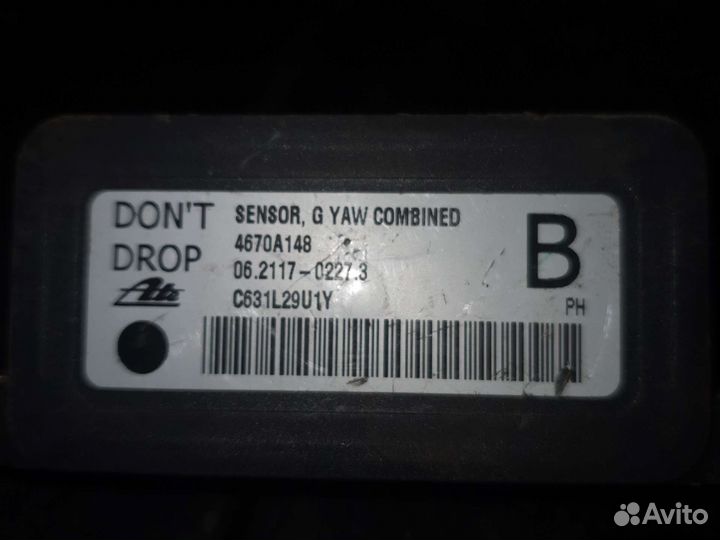 DON'T
DROP
Ate
SENSOR, G YAW COMBINED
4670A148
06.2117-0227.3
C631L29U1Y
B
PH
Avito